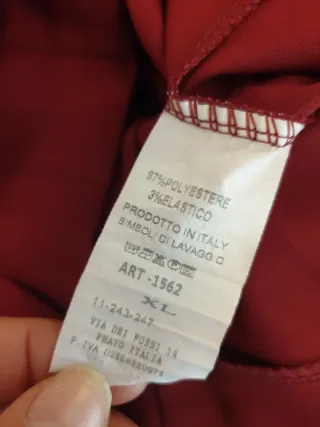 97%POLYESTERE
3%ELASTICO
PRODOTTO IN ITALY
SIMBOLI DI LAVAGGIO
ART-1562
XL
11-243-247
VIA DEI FOSSI
PRATO ITALIA
P.IVA